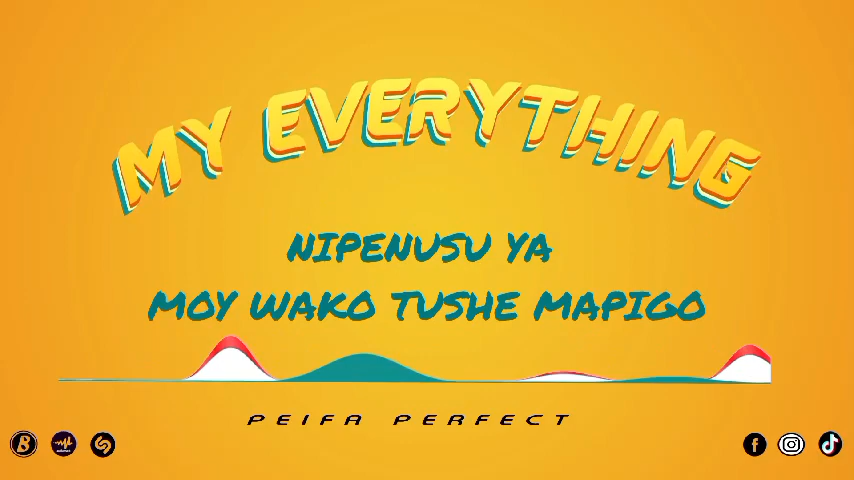 MY EVERYTHING
NIPENUSU YA
MOY WAKO TUSHE MAPIGO
PEIFA PERFECT